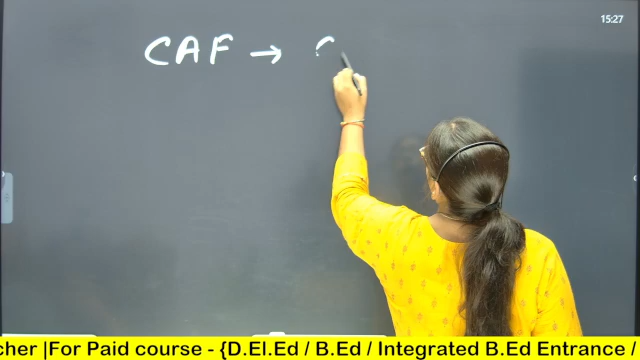 15:27
CAF →
cher |For Paid course - {D.El.Ed / B.Ed / Integrated B.Ed Entrance /